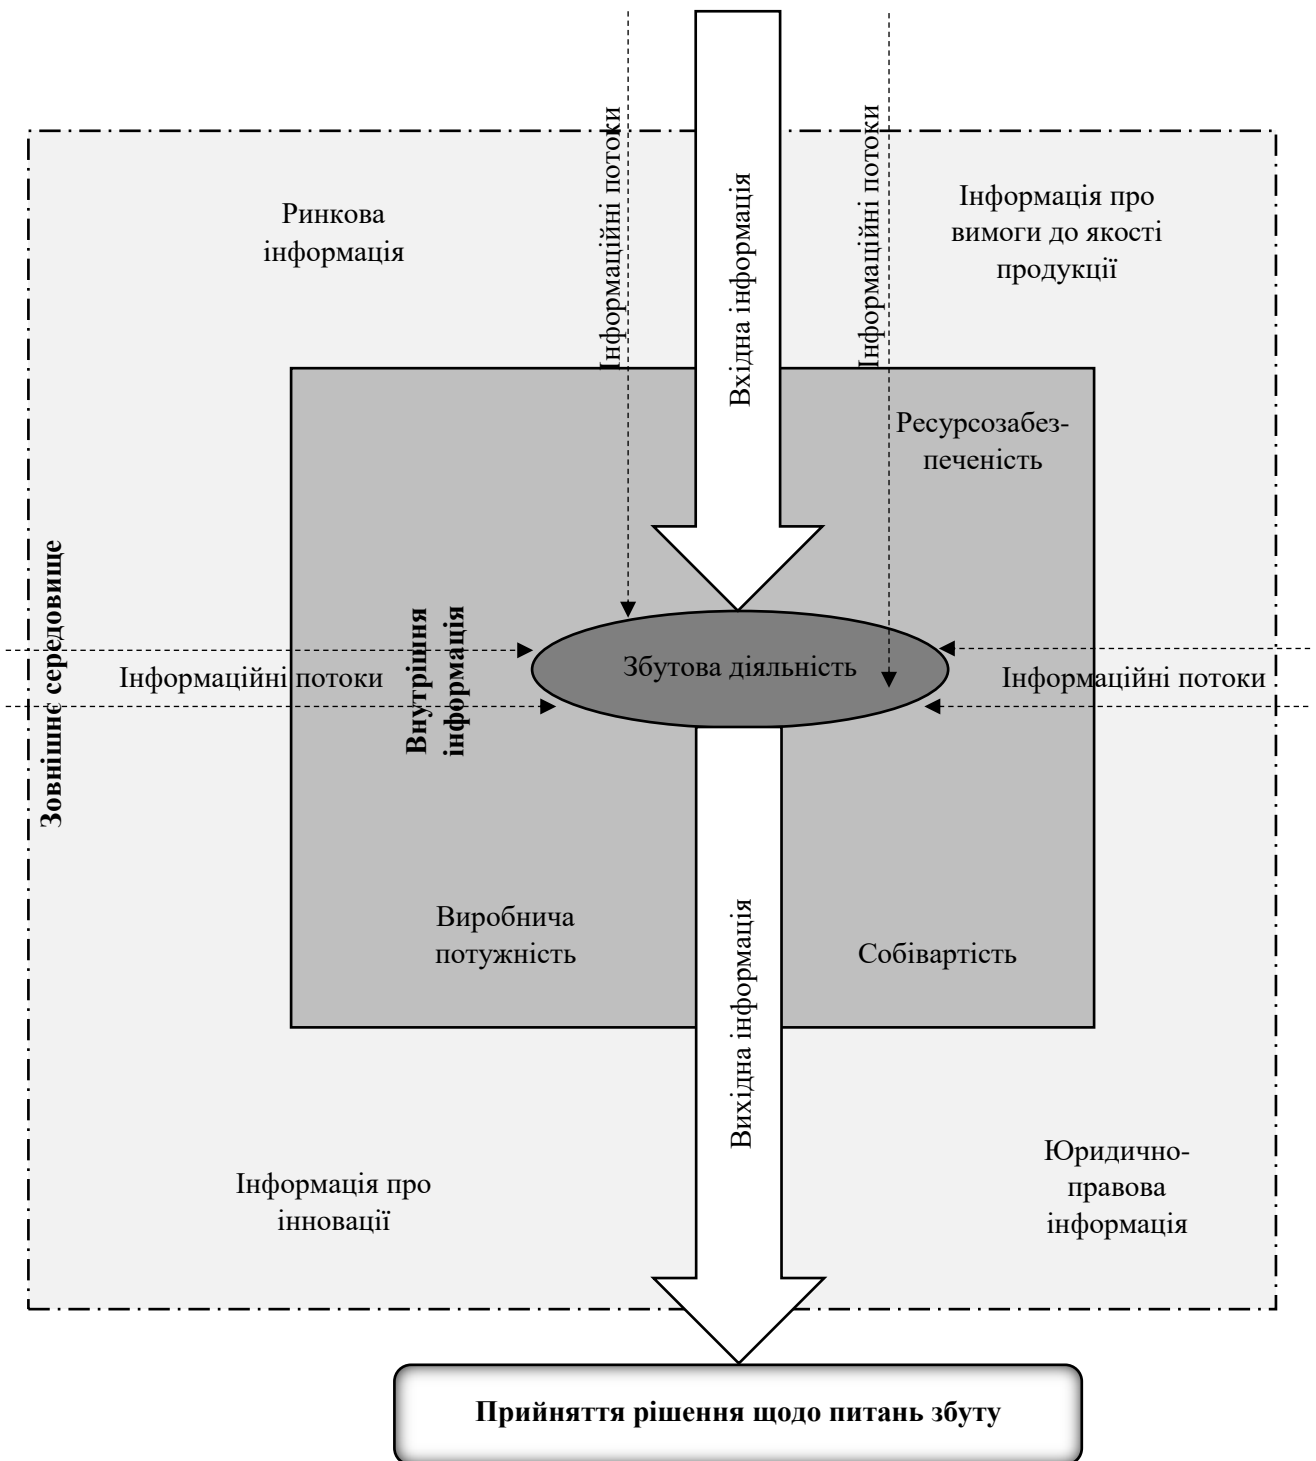 Інформаційні потоки
Вхідна інформація
Інформаційні потоки
Ринкова
інформація
Інформація про
вимоги до якості
продукції
Ресурсозабез-
печеність
Зовнішнє середовище
Інформаційні потоки
Внутрішня
інформація
Збутова діяльність
Інформаційні потоки
Виробнича
потужність
Собівартість
Вихідна інформація
Інформація про
інновації
Юридично-
правова
інформація
Прийняття рішення щодо питань збуту